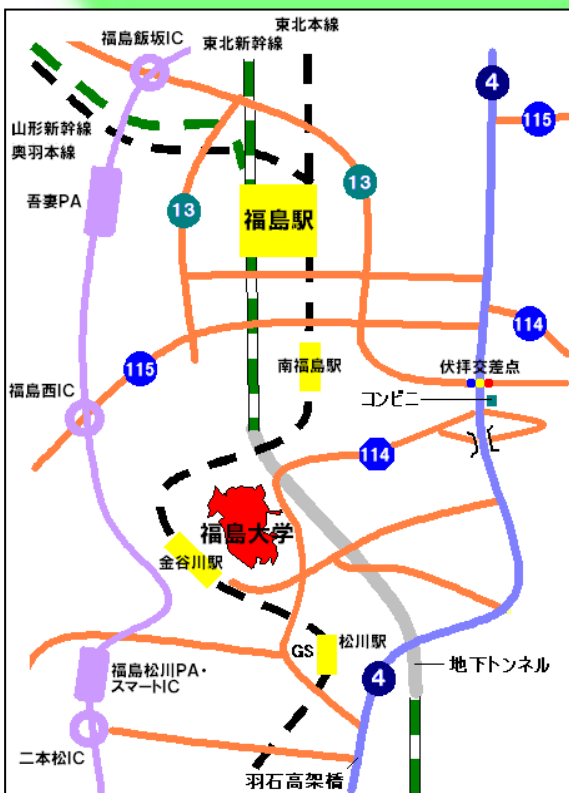 東北本線
福島飯坂IC
東北新幹線
4
115
山形新幹線
奥羽本線
13
13
吾妻PA
福島駅
114
伏拝交差点
115
南福島駅
福島西IC
コンビニ
114
福島大学
金谷川駅
GS
松川駅
地下トンネル
福島松川PA・
スマートIC
4
二本松IC
羽石高架橋